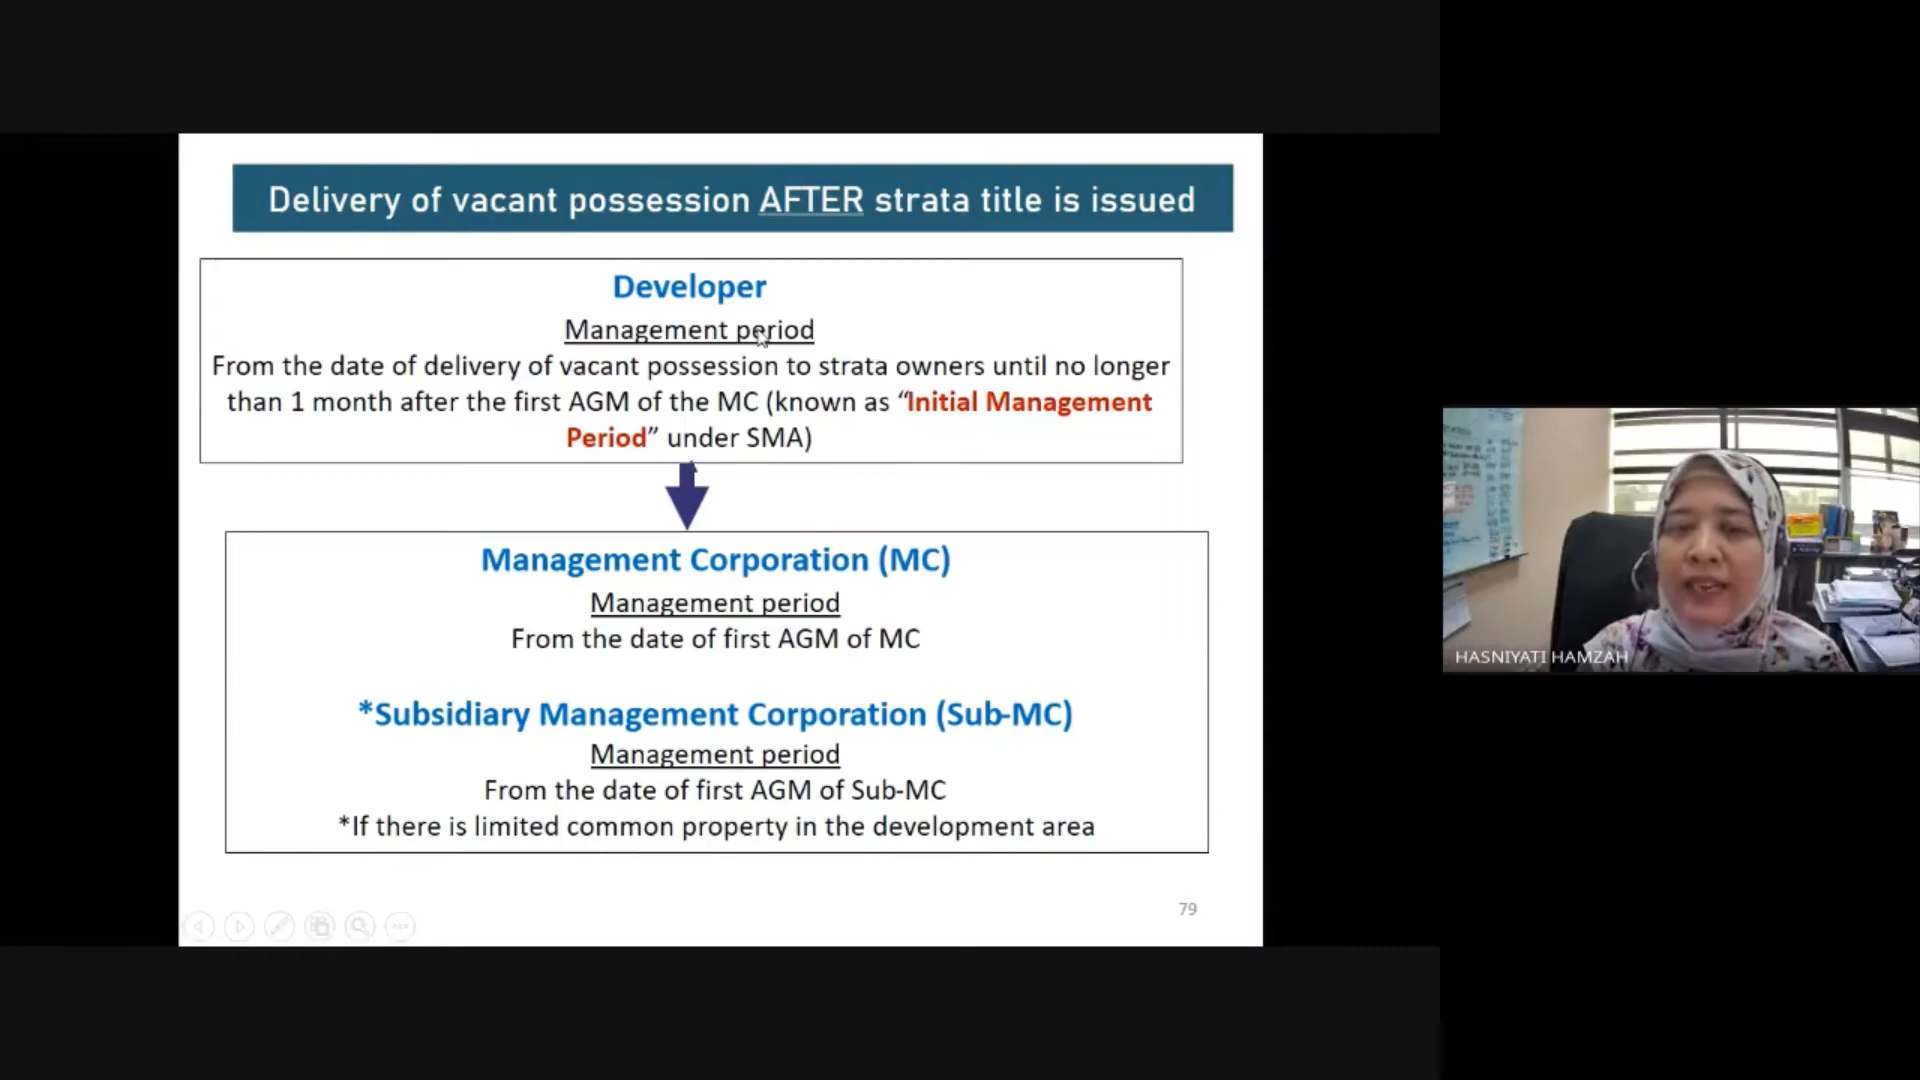 Delivery of vacant possession AFTER strata title is issued
Developer
Management period
From the date of delivery of vacant possession to strata owners until no longer
than 1 month after the first AGM of the MC (known as “Initial Management
Period” under SMA)
Management Corporation (MC)
Management period
From the date of first AGM of MC
*Subsidiary Management Corporation (Sub-MC)
Management period
From the date of first AGM of Sub-MC
*If there is limited common property in the development area
79
HASNIYATI HAMZAH